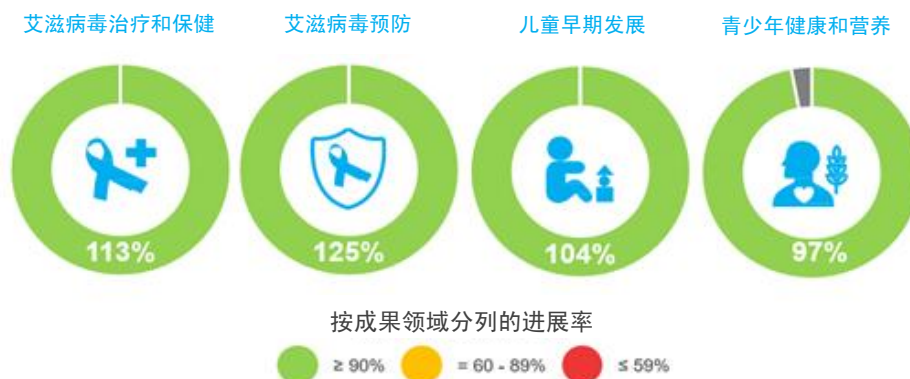 艾滋病毒治疗和保健 艾滋病毒预防 儿童早期发展 青少年健康和营养
113% 125% 104% 97%
按成果领域分列的进展率
≥ 90% = 60 - 89% ≤ 59%